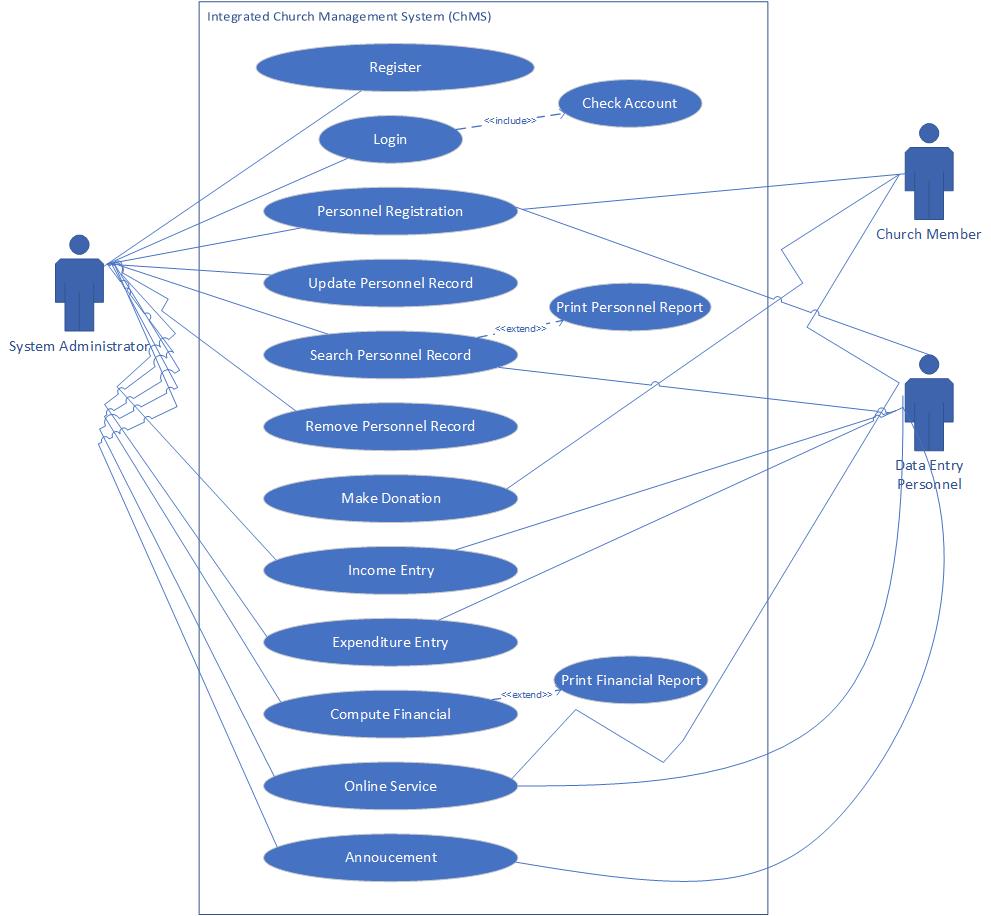 Integrated Church Management System (ChMS)
Register
Check Account
<<include>>
Login
Personnel Registration
Church Member
Update Personnel Record
Print Personnel Report
<<extend>>
System Administrator
Search Personnel Record
Remove Personnel Record
Data Entry
Personnel
Make Donation
Income Entry
Expenditure Entry
Print Financial Report
<<extend>>
Compute Financial
Online Service
Annoucement